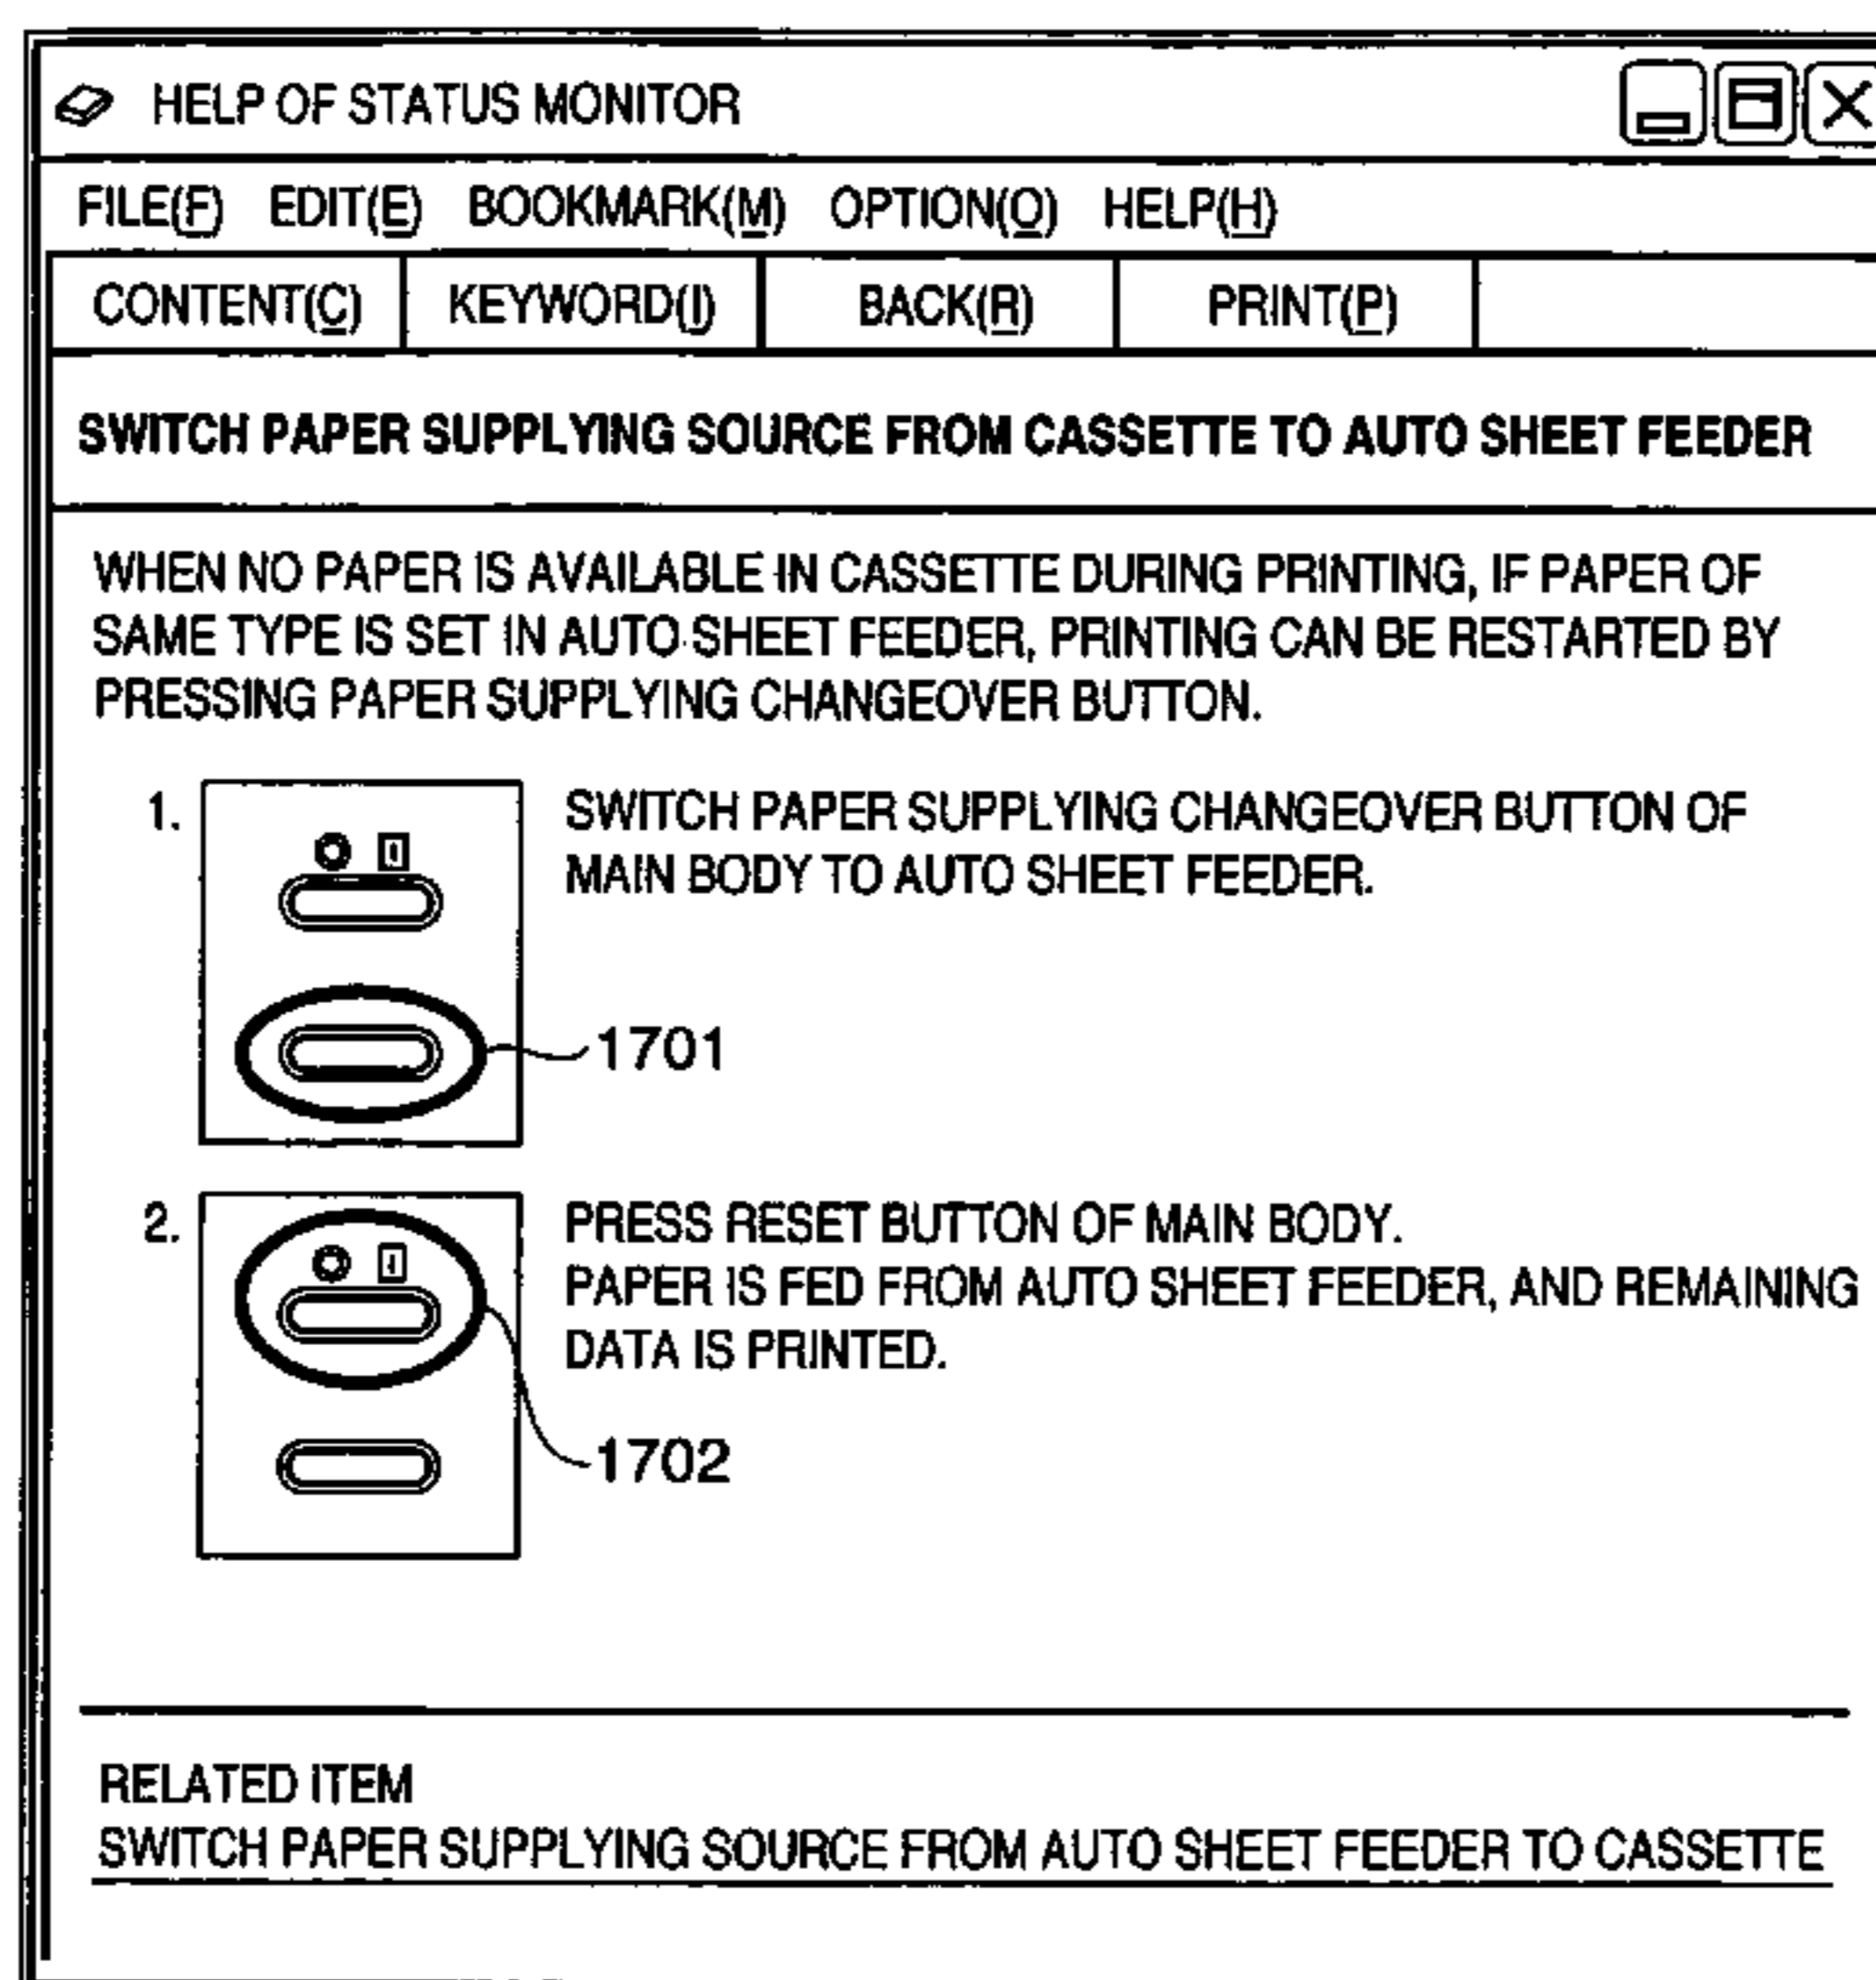 HELP OF STATUS MONITOR
FILE(F) EDIT(E) BOOKMARK(M) OPTION(O) HELP(H)
CONTENT(C) KEYWORD(I) BACK(R) PRINT(P)
SWITCH PAPER SUPPLYING SOURCE FROM CASSETTE TO AUTO SHEET FEEDER
WHEN NO PAPER IS AVAILABLE IN CASSETTE DURING PRINTING, IF PAPER OF
SAME TYPE IS SET IN AUTO SHEET FEEDER, PRINTING CAN BE RESTARTED BY
PRESSING PAPER SUPPLYING CHANGEOVER BUTTON.
1. SWITCH PAPER SUPPLYING CHANGEOVER BUTTON OF
MAIN BODY TO AUTO SHEET FEEDER.
1701
2. PRESS RESET BUTTON OF MAIN BODY.
PAPER IS FED FROM AUTO SHEET FEEDER, AND REMAINING
DATA IS PRINTED.
1702
RELATED ITEM
SWITCH PAPER SUPPLYING SOURCE FROM AUTO SHEET FEEDER TO CASSETTE